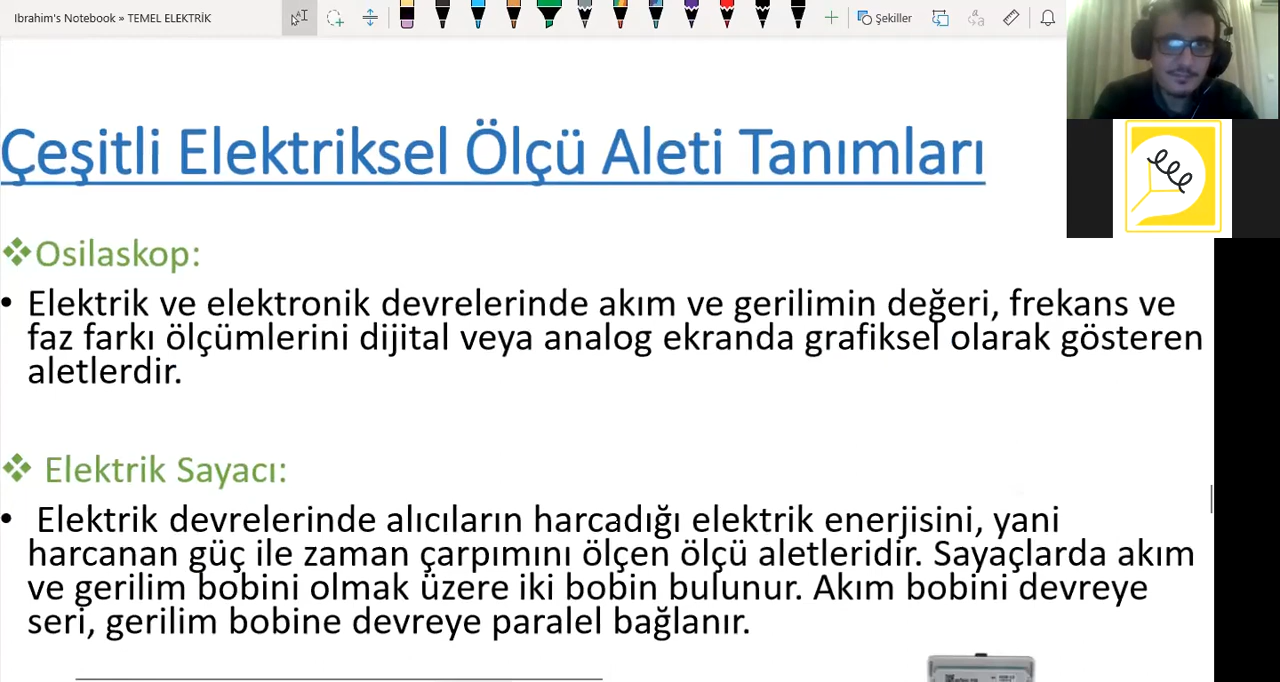 Ibrahim's Notebook » TEMEL ELEKTRİK
Şekiller
Çeşitli Elektriksel Ölçü Aleti Tanımları
❖Osilaskop:
• Elektrik ve elektronik devrelerinde akım ve gerilimin değeri, frekans ve
faz farkı ölçümlerini dijital veya analog ekranda grafiksel olarak gösteren
aletlerdir.
❖ Elektrik Sayacı:
• Elektrik devrelerinde alıcıların harcadığı elektrik enerjisini, yani
harcanan güç ile zaman çarpımını ölçen ölçü aletleridir. Sayaçlarda akım
ve gerilim bobini olmak üzere iki bobin bulunur. Akım bobini devreye
seri, gerilim bobine devreye paralel bağlanır.